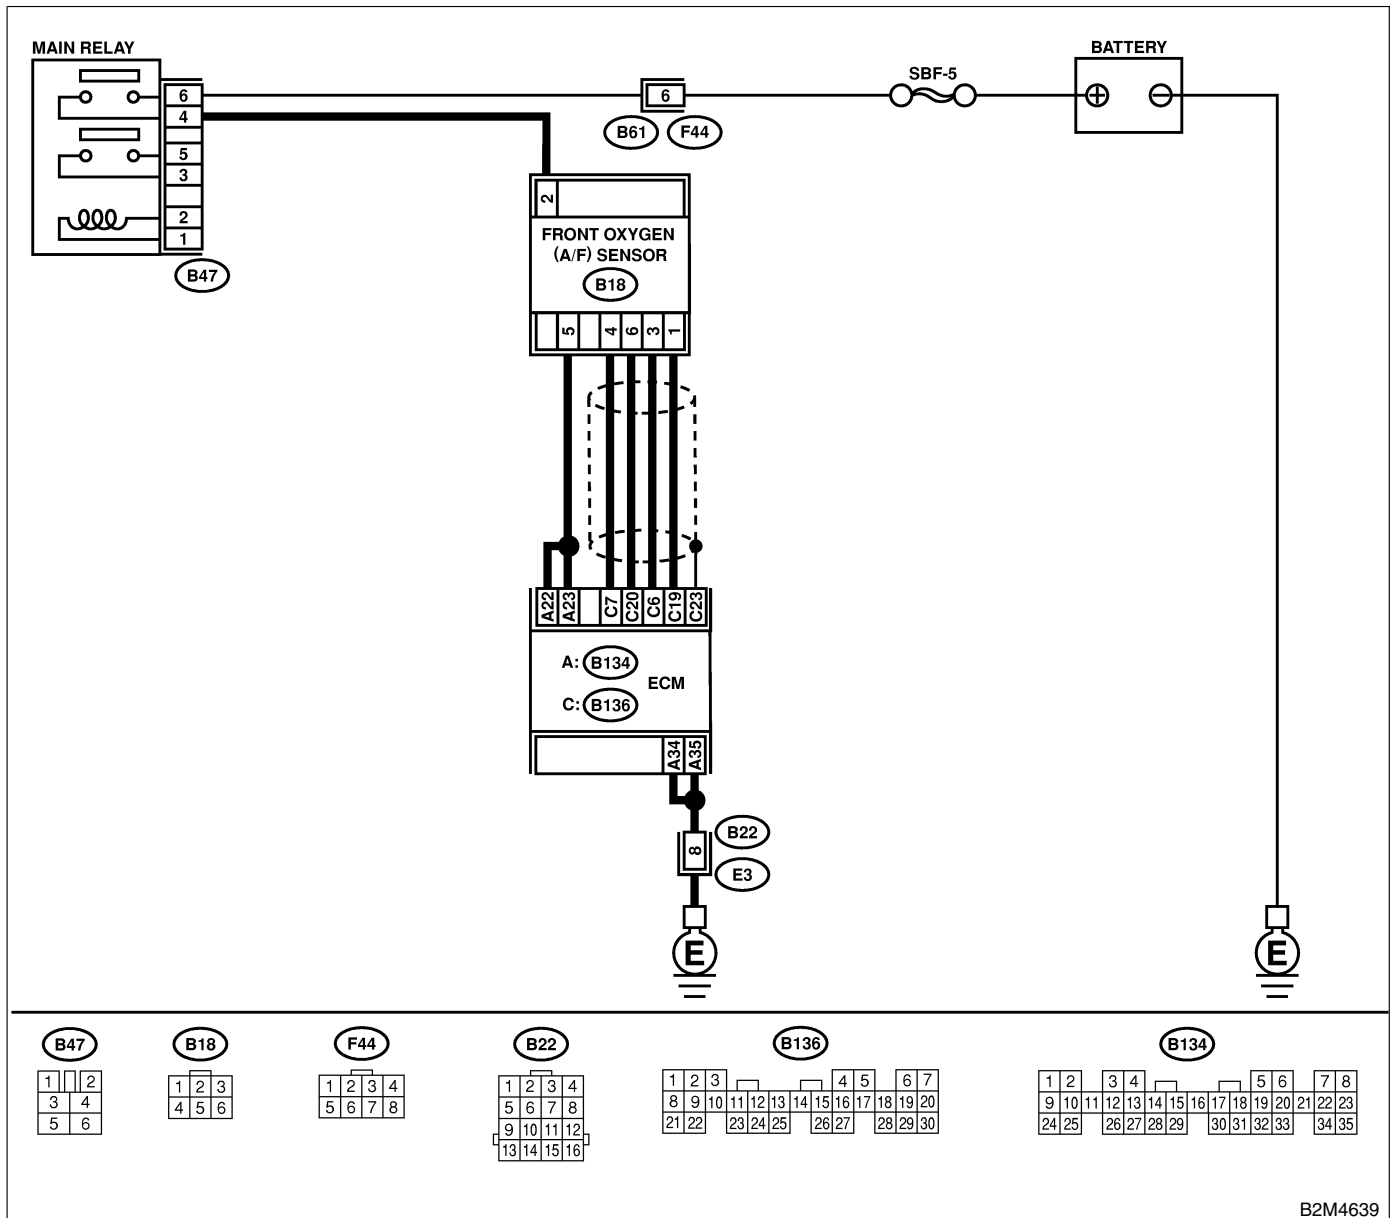 MAIN RELAY
BATTERY
SBF-5
6
4
5
3
2
1
B47
6
B61 F44
2
FRONT OXYGEN
(A/F) SENSOR
B18
5 4 6 3 1
A22 A23 C7 C20 C6 C19 C23
A: B134
ECM
C: B136
A34 A35
8
B22
E3
E
E
B47 B18 F44 B22 B136 B134
1 2
3 4
5 6
1 2 3
4 5 6
1 2 3 4
5 6 7 8
1 2 3 4
5 6 7 8
9 10 11 12
13 14 15 16
1 2 3 4 5 6 7
8 9 10 11 12 13 14 15 16 17 18 19 20
21 22 23 24 25 26 27 28 29 30
1 2 3 4 5 6 7 8
9 10 11 12 13 14 15 16 17 18 19 20 21 22 23
24 25 26 27 28 29 30 31 32 33 34 35
B2M4639